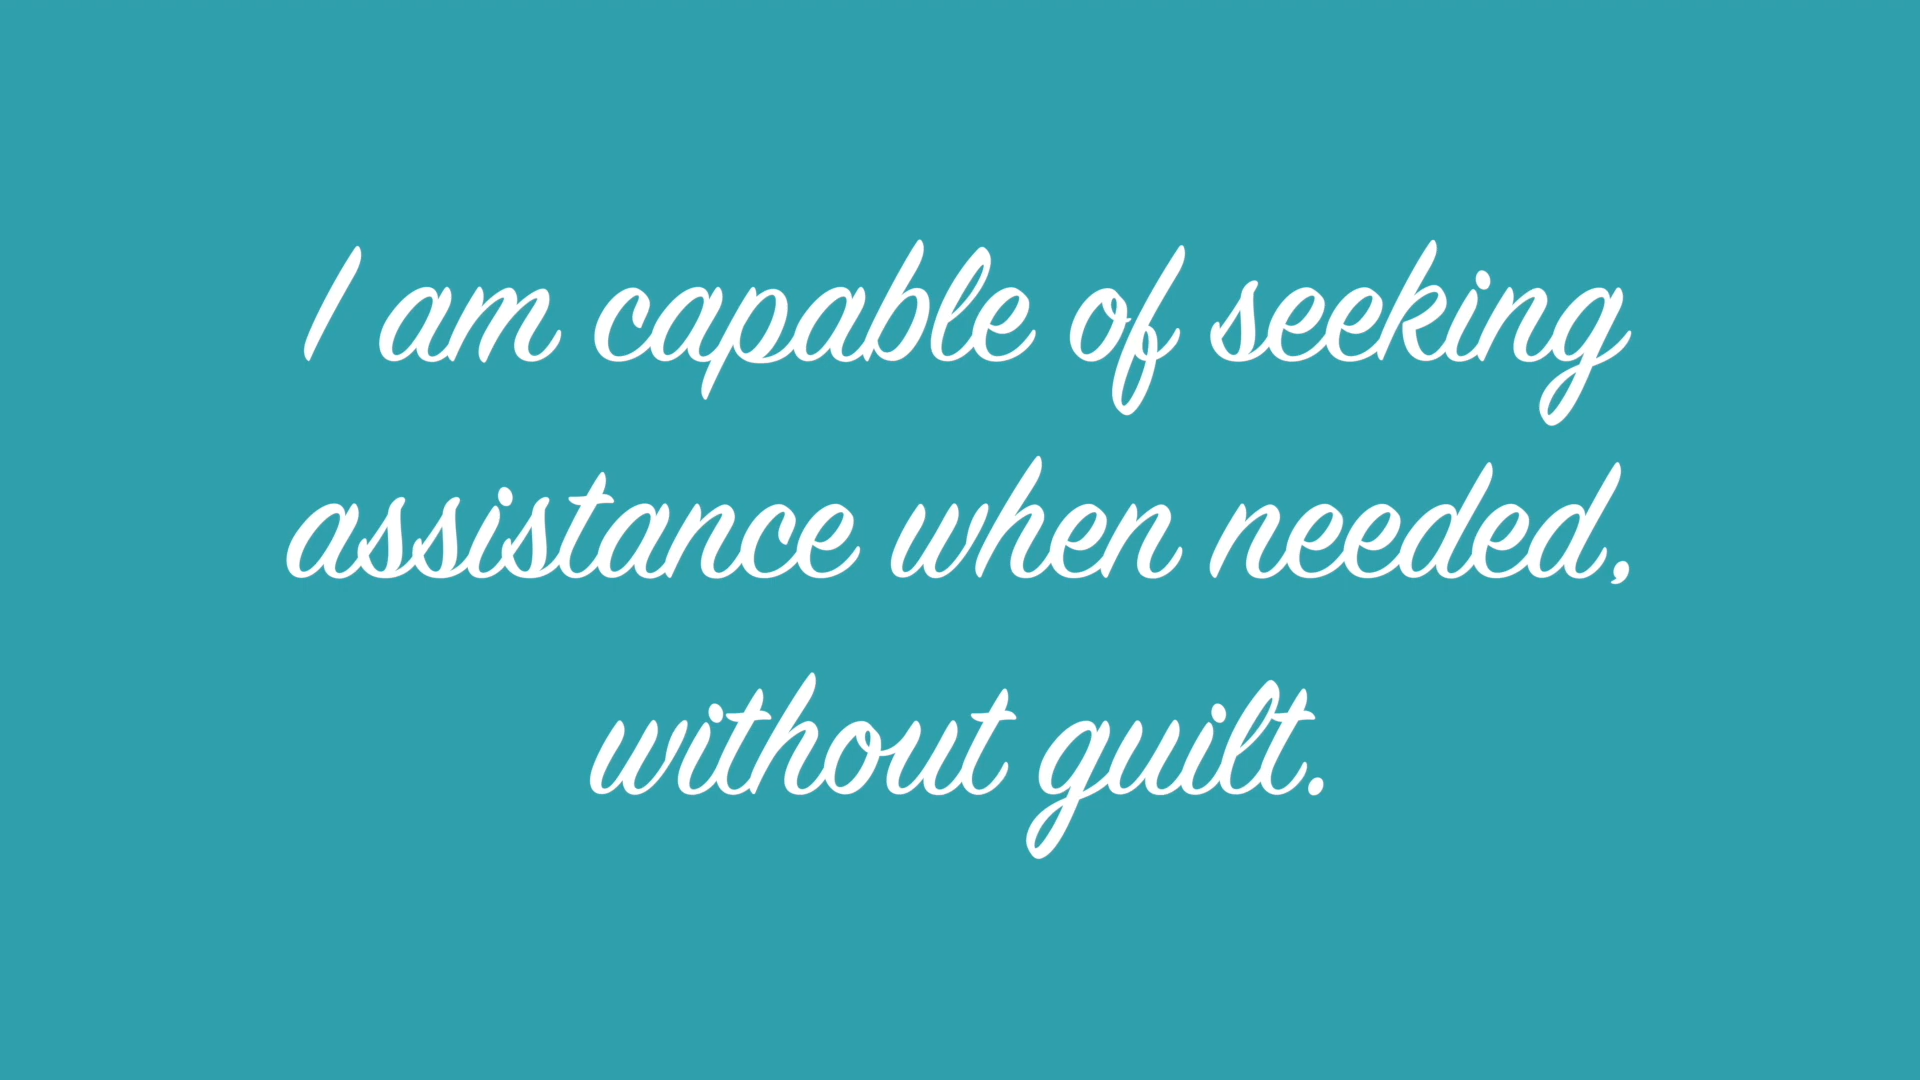 I am capable of seeking
assistance when needed,
without guilt.